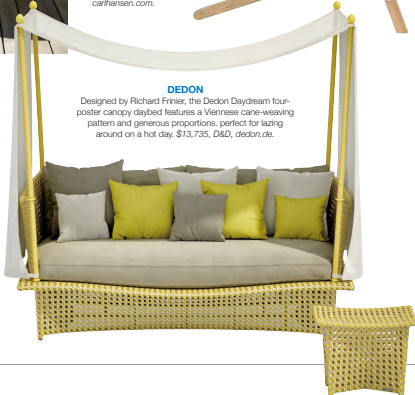 carlhansen.com.
DEDON
Designed by Richard Frinier, the Dedon Daydream four-
poster canopy daybed features a Viennese cane-weaving
pattern and generous proportions. perfect for lazing
around on a hot day. $13,735, D&D, dedon.de.